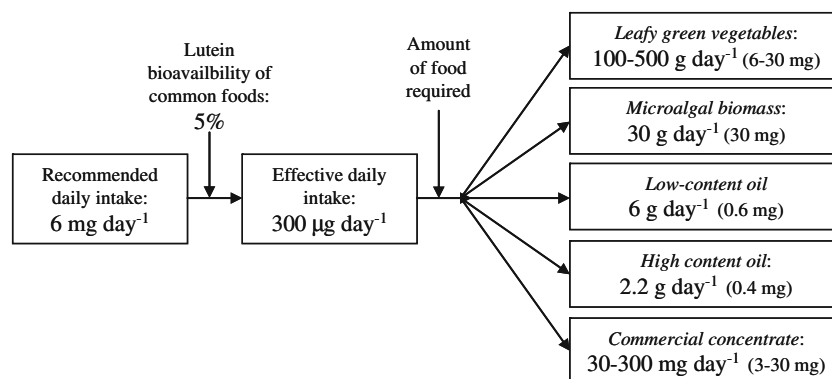 Lutein
bioavailbility of
common foods:
5%
Amount
of food
required
Recommended
daily intake:
6 mg day⁻¹
Effective daily
intake:
300 µg day⁻¹
Leafy green vegetables:
100-500 g day⁻¹ (6-30 mg)
Microalgal biomass:
30 g day⁻¹ (30 mg)
Low-content oil
6 g day⁻¹ (0.6 mg)
High content oil:
2.2 g day⁻¹ (0.4 mg)
Commercial concentrate:
30-300 mg day⁻¹ (3-30 mg)